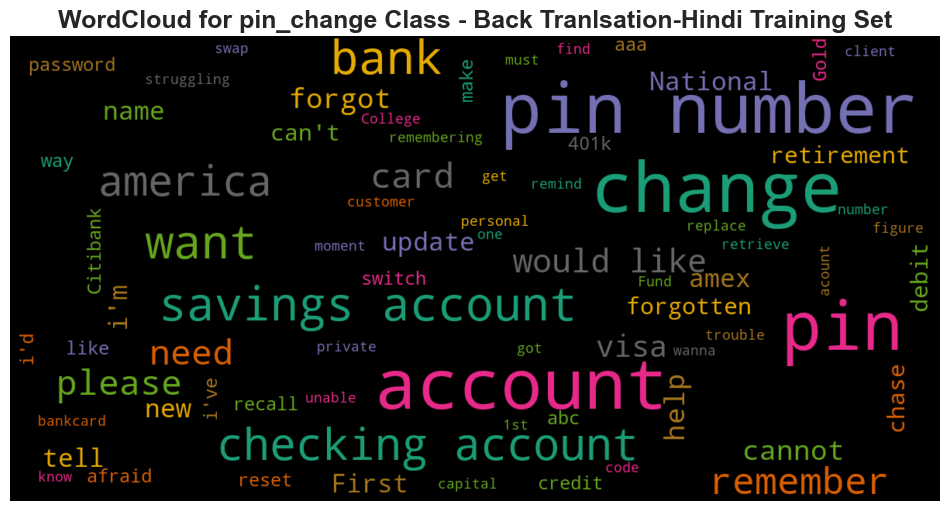 WordCloud for pin_change Class - Back Tranlsation-Hindi Training Set
swap
bank
find
aaa
Gold
client
password
struggling
make
must
National
forgot
pin number
name
College
can't
remembering
401k
way
retirement
america
card
get
remind
change
customer
number
Citibank
personal
replace
figure
want
moment
update
one
retrieve
would like
account
debit
i'm
switch
Fund
amex
savings account
forgotten
pin
i'd
like
need
private
got
visa
wanna
trouble
please
i've
account
help
chase
new
recall
unable
abc
bankcard
1st
checking account
tell
cannot
know
afraid
reset
First
capital
credit
code
remember